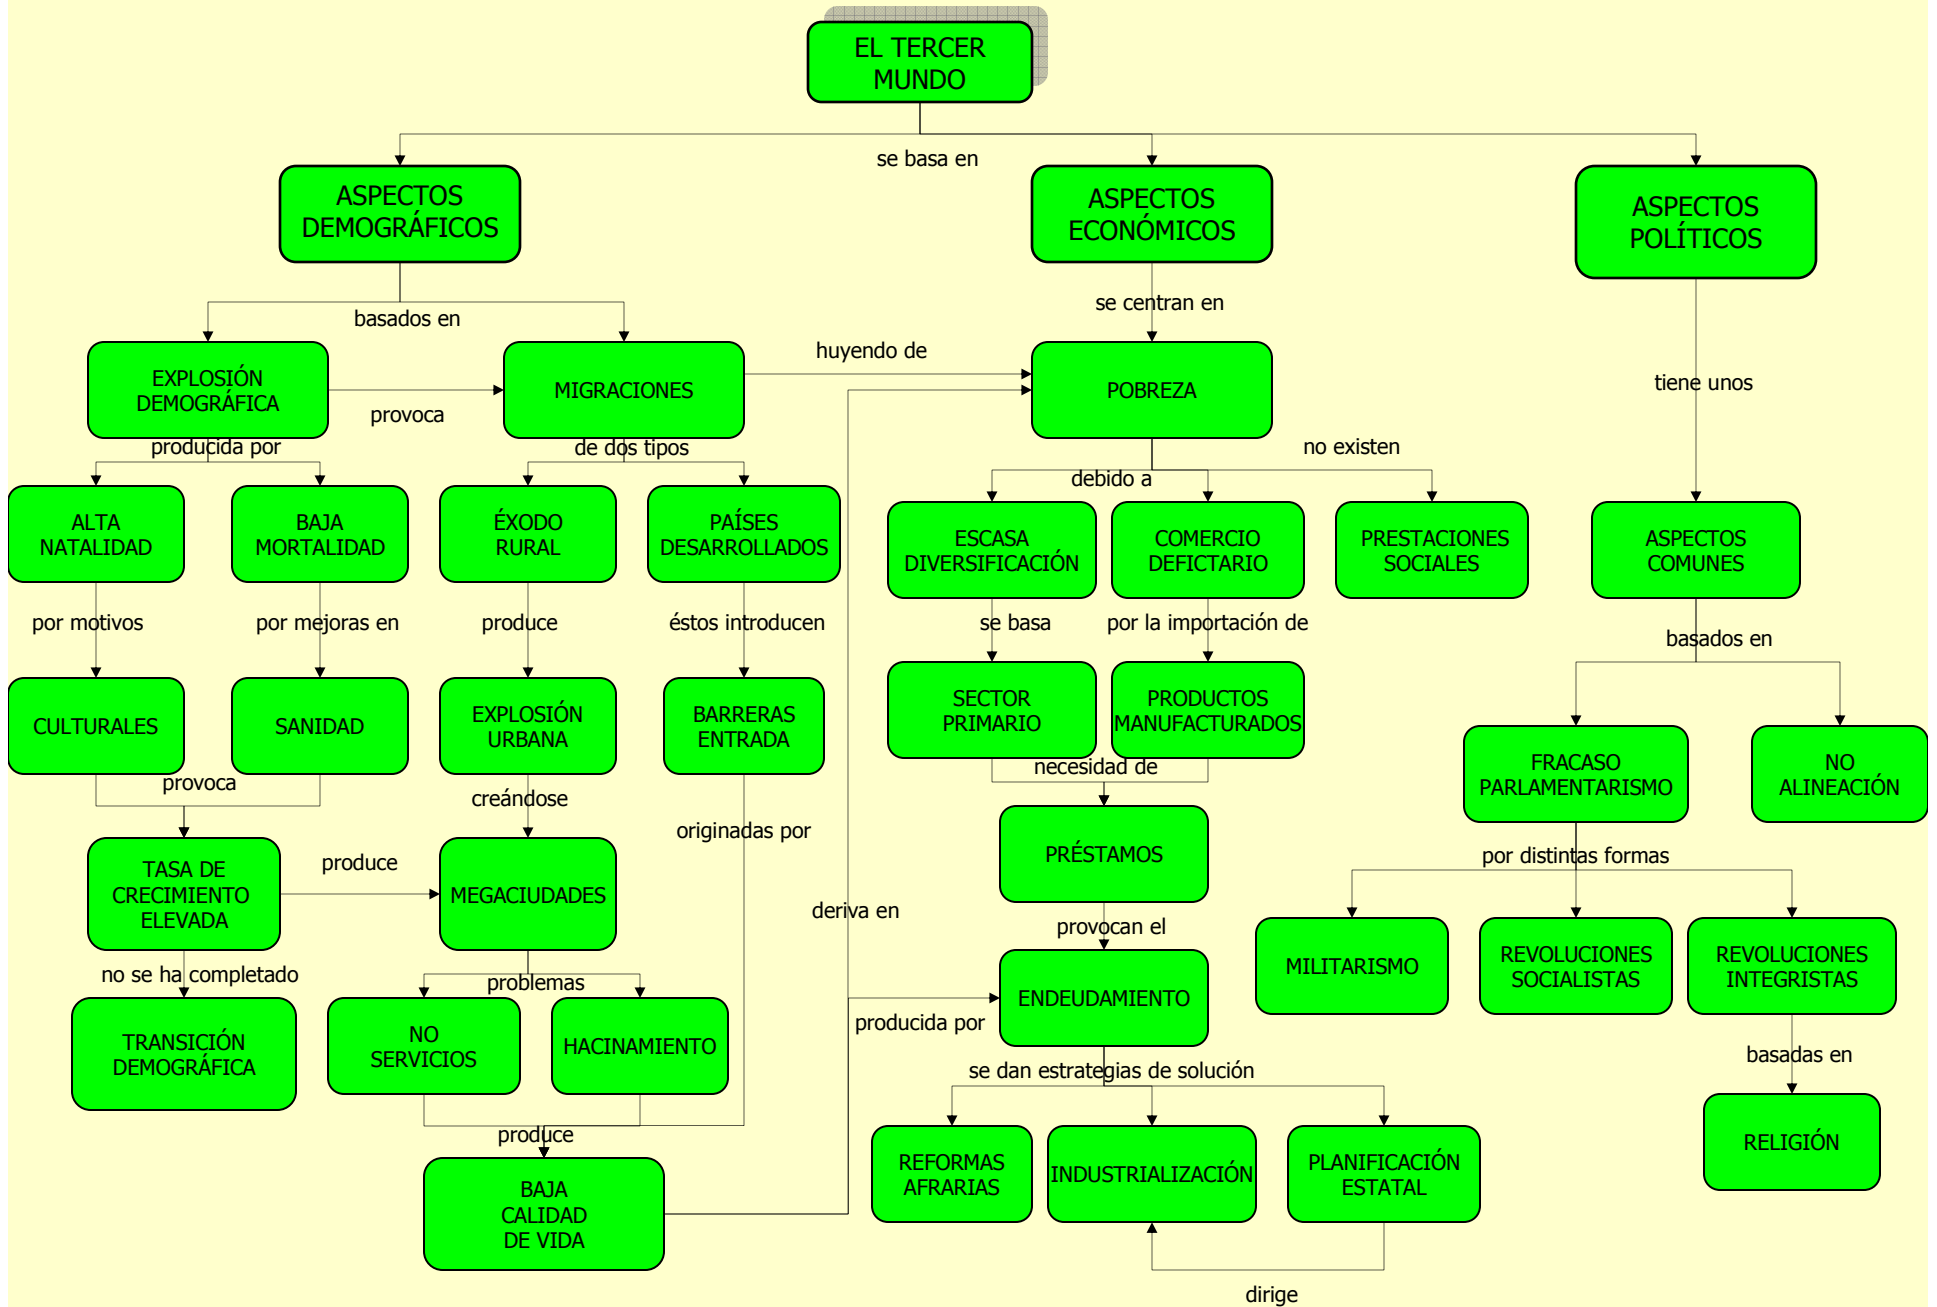 EL TERCER
MUNDO
se basa en
ASPECTOS
DEMOGRÁFICOS
ASPECTOS
ECONÓMICOS
ASPECTOS
POLÍTICOS
basados en
se centran en
tiene unos
EXPLOSIÓN
DEMOGRÁFICA
provoca
MIGRACIONES
huyendo de
POBREZA
producida por
de dos tipos
debido a
no existen
ALTA
NATALIDAD
BAJA
MORTALIDAD
ÉXODO
RURAL
PAÍSES
DESARROLLADOS
ESCASA
DIVERSIFICACIÓN
COMERCIO
DEFICTARIO
PRESTACIONES
SOCIALES
ASPECTOS
COMUNES
por motivos
por mejoras en
produce
éstos introducen
se basa
por la importación de
basados en
CULTURALES
SANIDAD
EXPLOSIÓN
URBANA
BARRERAS
ENTRADA
SECTOR
PRIMARIO
PRODUCTOS
MANUFACTURADOS
FRACASO
PARLAMENTARISMO
NO
ALINEACIÓN
provoca
creándose
originadas por
necesidad de
por distintas formas
TASA DE
CRECIMIENTO
ELEVADA
produce
MEGACIUDADES
PRÉSTAMOS
deriva en
provocan el
MILITARISMO
REVOLUCIONES
SOCIALISTAS
REVOLUCIONES
INTEGRISTAS
no se ha completado
problemas
TRANSICIÓN
DEMOGRÁFICA
NO
SERVICIOS
HACINAMIENTO
producida por
ENDEUDAMIENTO
se dan estrategias de solución
basadas en
produce
BAJA
CALIDAD
DE VIDA
REFORMAS
AFRARIAS
INDUSTRIALIZACIÓN
PLANIFICACIÓN
ESTATAL
RELIGIÓN
dirige